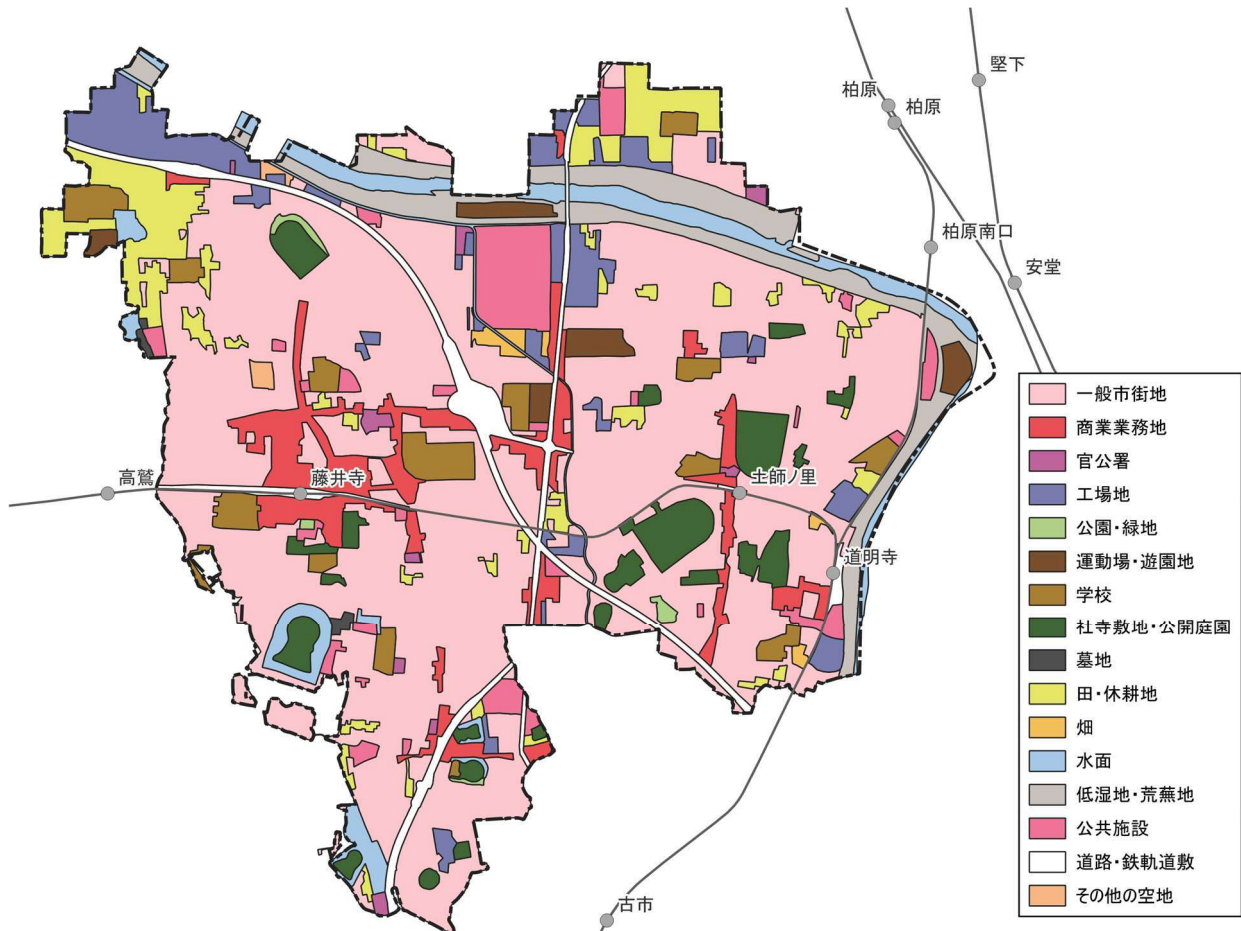 堅下
柏原
柏原
柏原南口
安堂
高鷲
藤井寺
土師ノ里
道明寺
古市
一般市街地
商業業務地
官公署
工場地
公園・緑地
運動場・遊園地
学校
社寺敷地・公開庭園
墓地
田・休耕地
畑
水面
低湿地・荒蕪地
公共施設
道路・鉄軌道敷
その他の空地